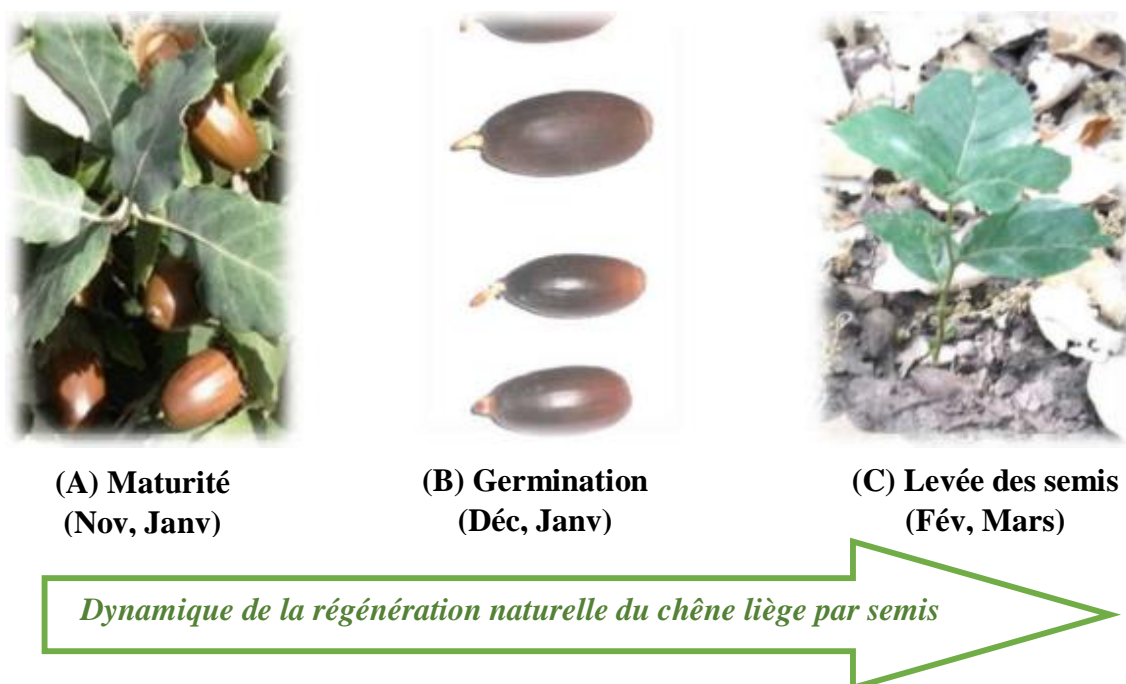 (A) Maturité
(Nov, Janv)
(B) Germination
(Déc, Janv)
(C) Levée des semis
(Fév, Mars)
Dynamique de la régénération naturelle du chêne liège par semis